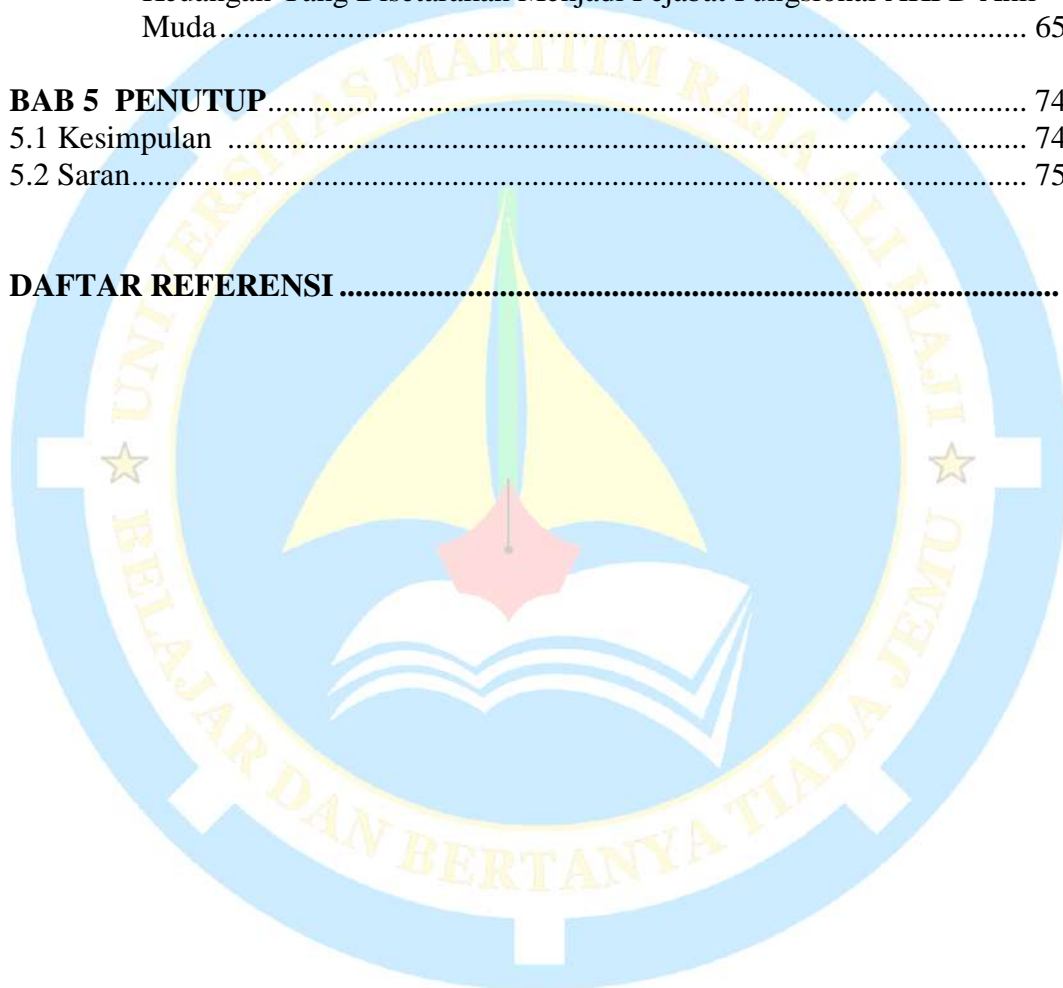 Muda.......... 65
BAB 5 PENUTUP.......... 74
5.1 Kesimpulan .......... 74
5.2 Saran.......... 75
DAFTAR REFERENSI ..........
UNIVERSITAS MARITIM RAJA ALI HAJI
BELAJAR DAN BERTANYA TIADA JEMU